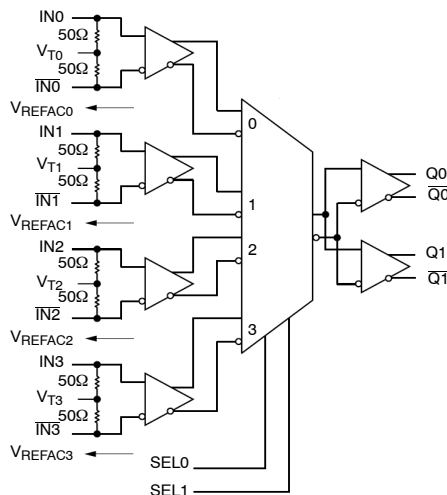 IN0
50Ω
VT0
50Ω
IN0
VREFAC0
IN1
50Ω
VT1
50Ω
IN1
VREFAC1
IN2
50Ω
VT2
50Ω
IN2
VREFAC2
IN3
50Ω
VT3
50Ω
IN3
VREFAC3
0
1
2
3
SEL0
SEL1
Q0
Q0
Q1
Q1